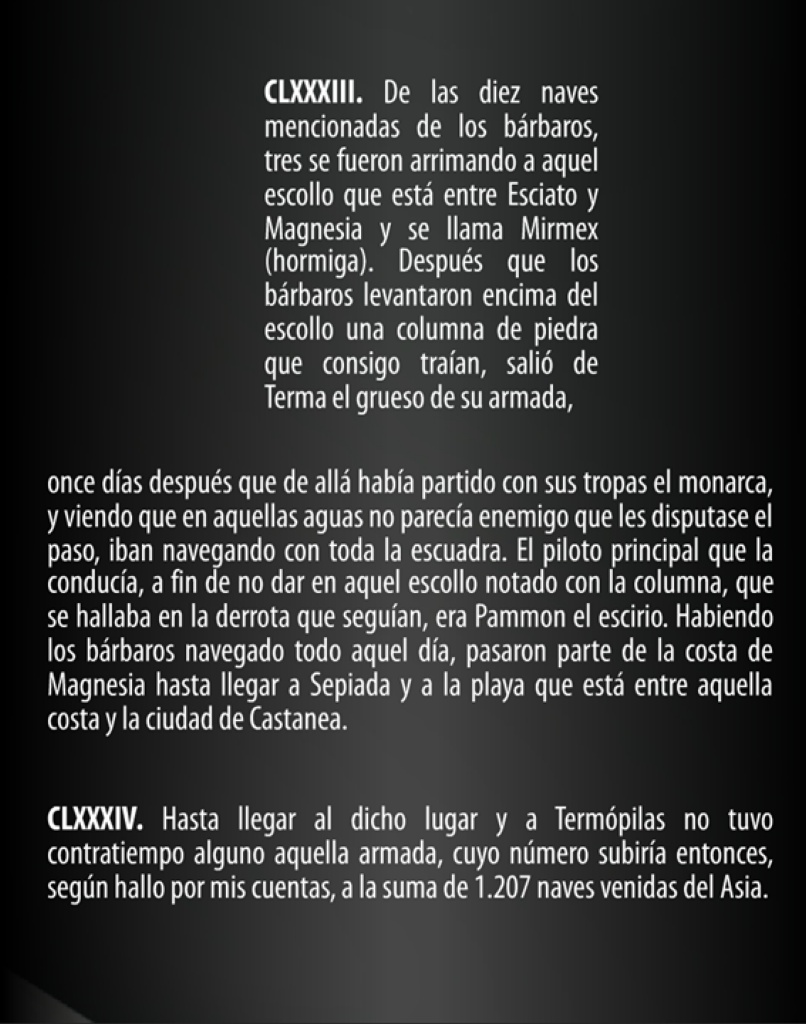 CLXXXIII. De las diez naves
mencionadas de los bárbaros,
tres se fueron arrimando a aquel
escollo que está entre Esciato y
Magnesia y se llama Mirmex
(hormiga). Después que los
bárbaros levantaron encima del
escollo una columna de piedra
que consigo traían, salió de
Terma el grueso de su armada,
once días después que de allá había partido con sus tropas el monarca,
y viendo que en aquellas aguas no parecía enemigo que les disputase el
paso, iban navegando con toda la escuadra. El piloto principal que la
conducía, a fin de no dar en aquel escollo notado con la columna, que
se hallaba en la derrota que seguían, era Pammon el escirio. Habiendo
los bárbaros navegado todo aquel día, pasaron parte de la costa de
Magnesia hasta llegar a Sepiada y a la playa que está entre aquella
costa y la ciudad de Castanea.
CLXXXIV. Hasta llegar al dicho lugar y a Termópilas no tuvo
contratiempo alguno aquella armada, cuyo número subiría entonces,
según hallo por mis cuentas, a la suma de 1.207 naves venidas del Asia.